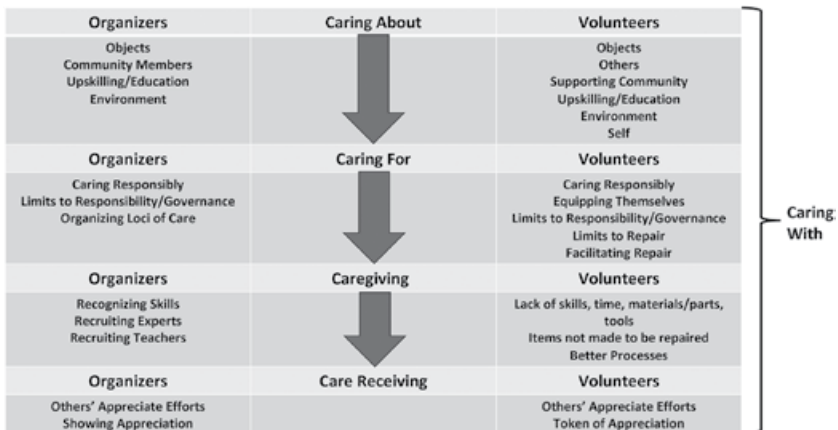 Organizers Caring About Volunteers
Objects
Community Members
Upskilling/Education
Environment
Objects
Others
Supporting Community
Upskilling/Education
Environment
Self
Organizers Caring For Volunteers
Caring Responsibly
Limits to Responsibility/Governance
Organizing Loci of Care
Caring Responsibly
Equipping Themselves
Limits to Responsibility/Governance
Limits to Repair
Facilitating Repair
Organizers Caregiving Volunteers
Recognizing Skills
Recruiting Experts
Recruiting Teachers
Lack of skills, time, materials/parts,
tools
Items not made to be repaired
Better Processes
Organizers Care Receiving Volunteers
Others' Appreciate Efforts
Showing Appreciation
Others' Appreciate Efforts
Token of Appreciation
Caring
With